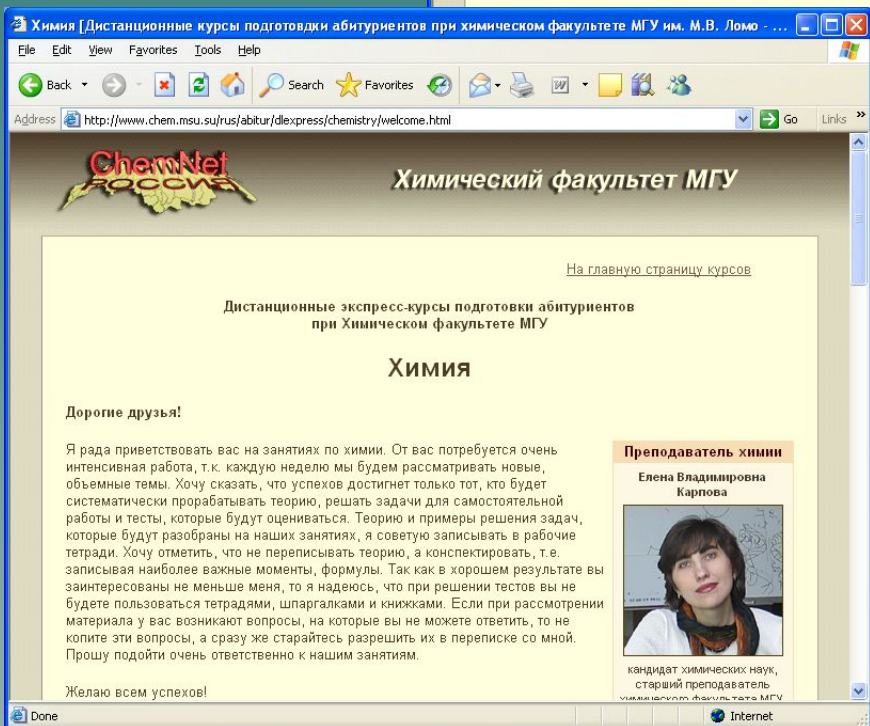 Химия [Дистанционные курсы подготовдки абитуриентов при химическом факультете МГУ им. М.В. Ломо - ...
File Edit View Favorites Tools Help
Back Search Favorites
Address http://www.chem.msu.su/rus/abitur/dlexpress/chemistry/welcome.html Go Links »
ChemNet
РОССИЯ
Химический факультет МГУ
На главную страницу курсов
Дистанционные экспресс-курсы подготовки абитуриентов
при Химическом факультете МГУ
Химия
Дорогие друзья!
Я рада приветствовать вас на занятиях по химии. От вас потребуется очень
интенсивная работа, т.к. каждую неделю мы будем рассматривать новые,
объемные темы. Хочу сказать, что успехов достигнет только тот, кто будет
систематически прорабатывать теорию, решать задачи для самостоятельной
работы и тесты, которые будут оцениваться. Теорию и примеры решения задач,
которые будут разобраны на наших занятиях, я советую записывать в рабочие
тетради. Хочу отметить, что не переписывать теорию, а конспектировать, т.е.
записывая наиболее важные моменты, формулы. Так как в хорошем результате вы
заинтересованы не меньше меня, то я надеюсь, что при решении тестов вы не
будете пользоваться тетрадями, шпаргалками и книжками. Если при рассмотрении
материала у вас возникают вопросы, на которые вы не можете ответить, то не
копите эти вопросы, а сразу же старайтесь разрешить их в переписке со мной.
Прошу подойти очень ответственно к нашим занятиям.
Желаю всем успехов!
Преподаватель химии
Елена Владимировна
Карпова
кандидат химических наук,
старший преподаватель
химического факультета МГУ
Done Internet